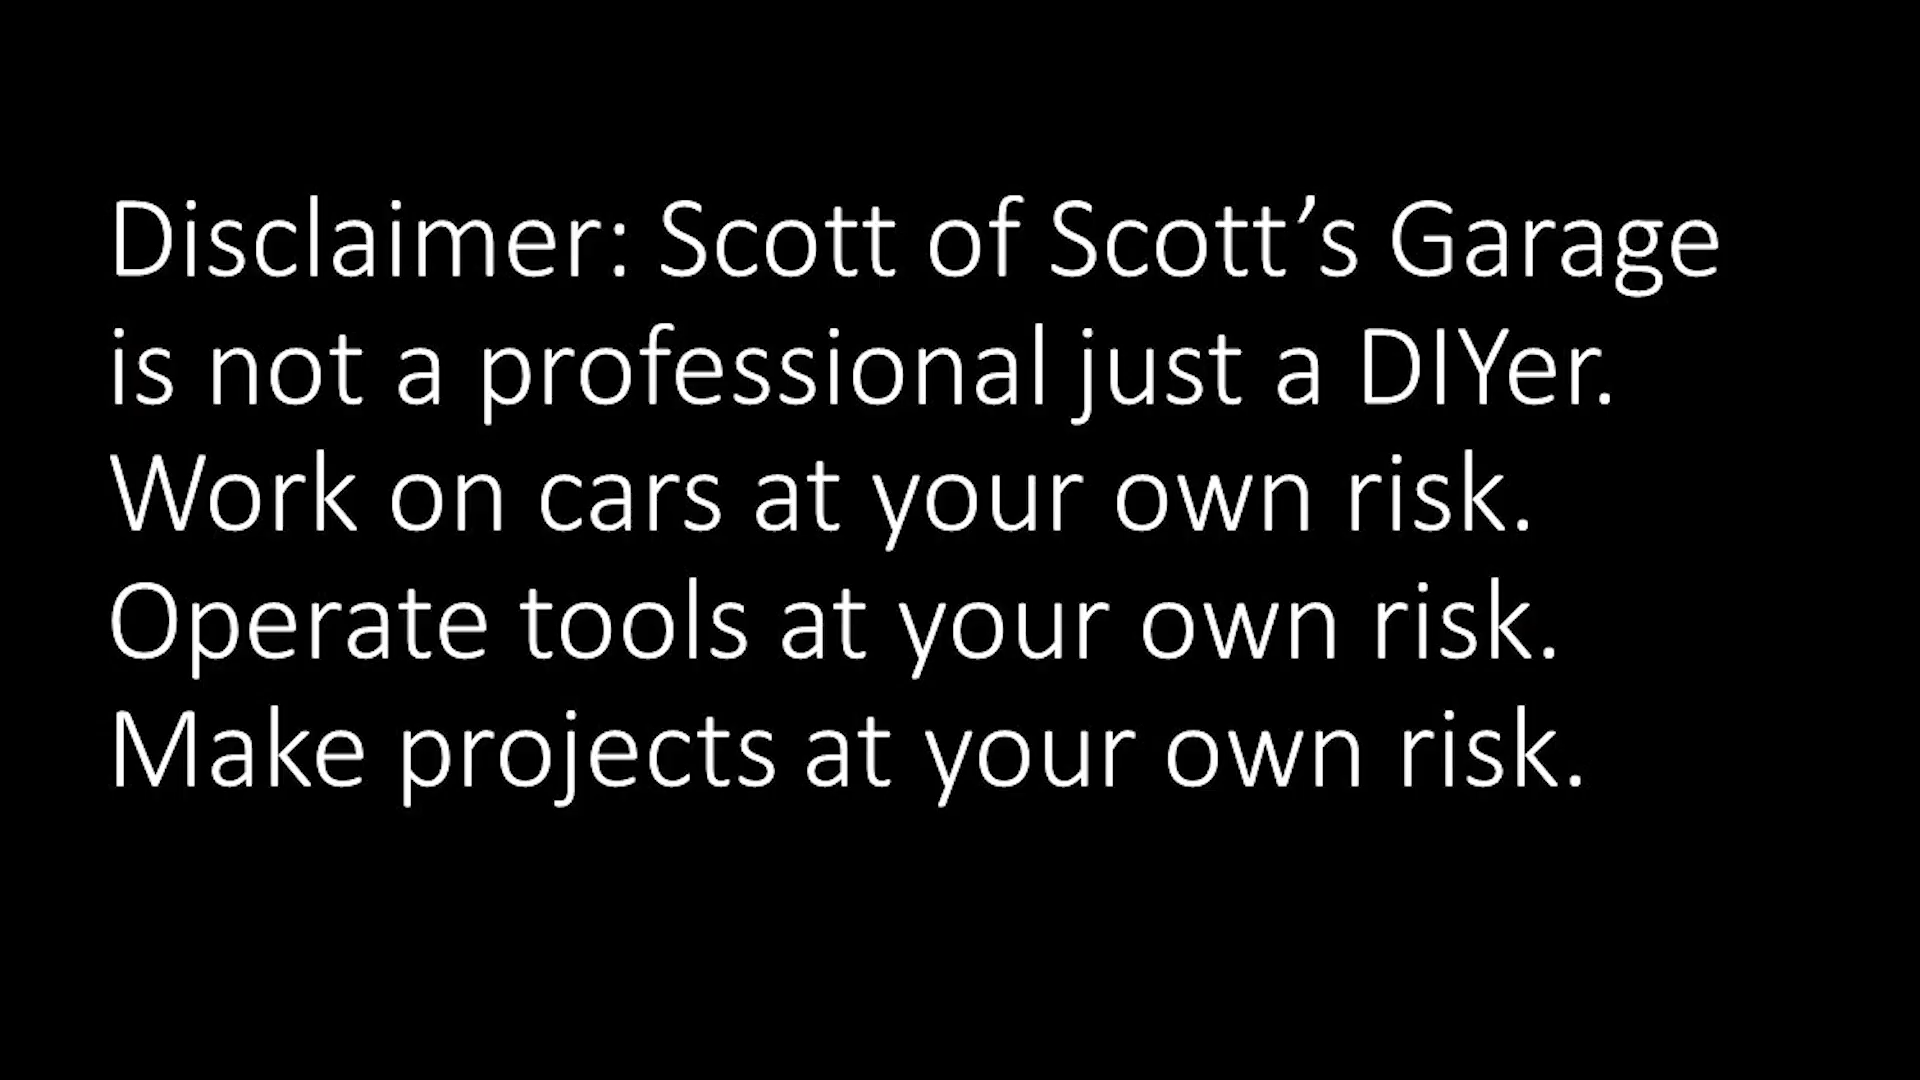 Disclaimer: Scott of Scott’s Garage
is not a professional just a DIYer.
Work on cars at your own risk.
Operate tools at your own risk.
Make projects at your own risk.